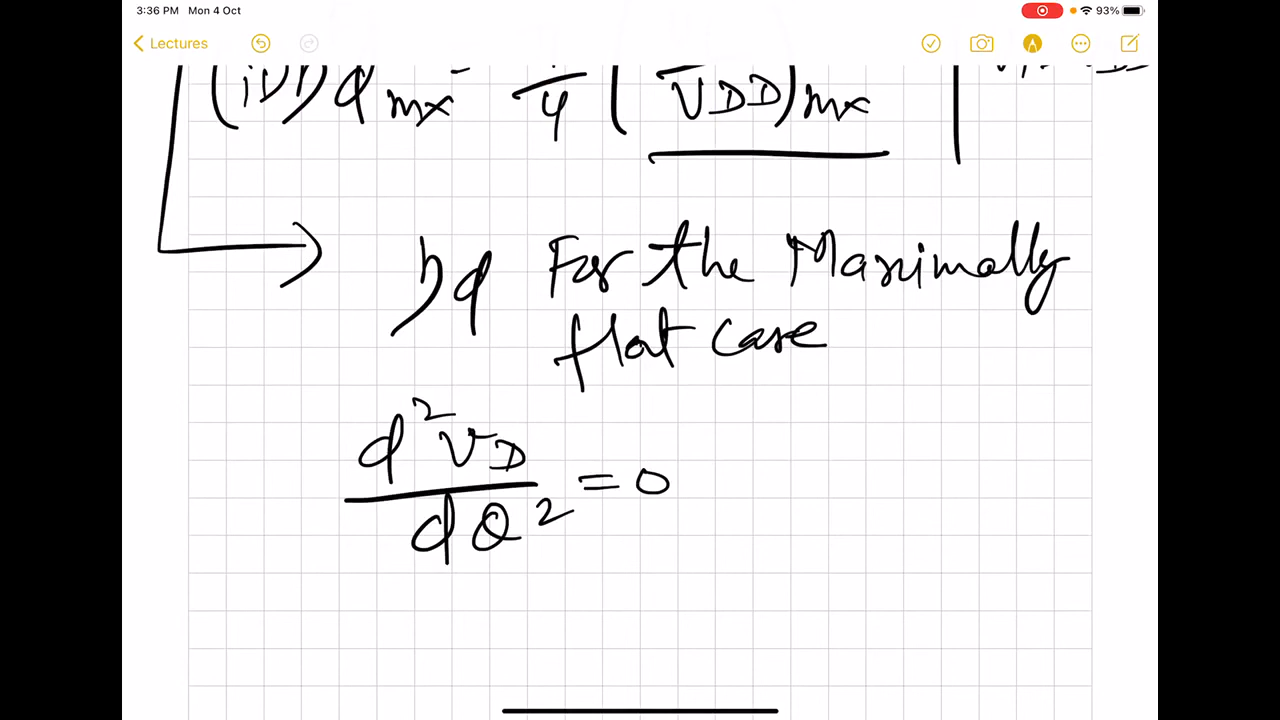 3:36 PM Mon 4 Oct
93%
Lectures
mx = 1/4 ( VDD) mx
b) For the Maximally
flat case
d²VD/dθ² = 0